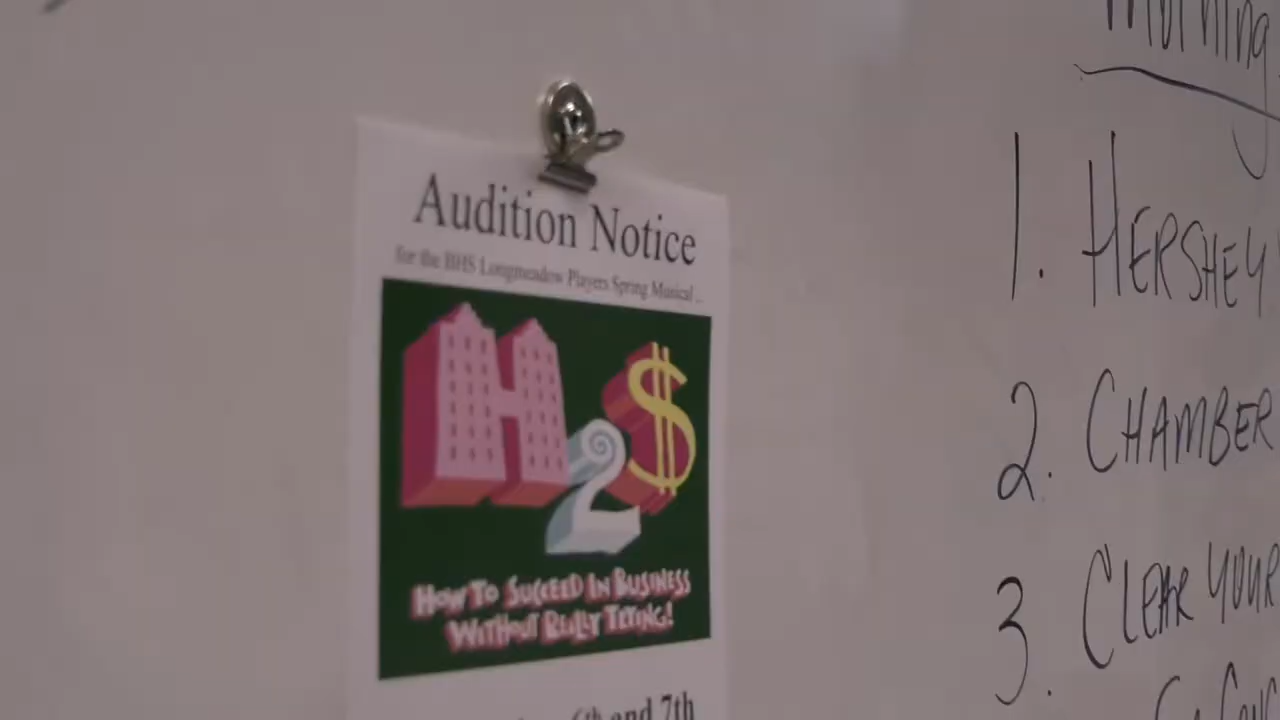 Audition Notice
for the BHS Longmeadow Players Spring Musical ...
H2$
HOW TO SUCCEED IN BUSINESS
WITHOUT REALLY TRYING!
6th and 7th
Morning
1. HERSHEY
2. CHAMBER
3. CLEAR YOUR